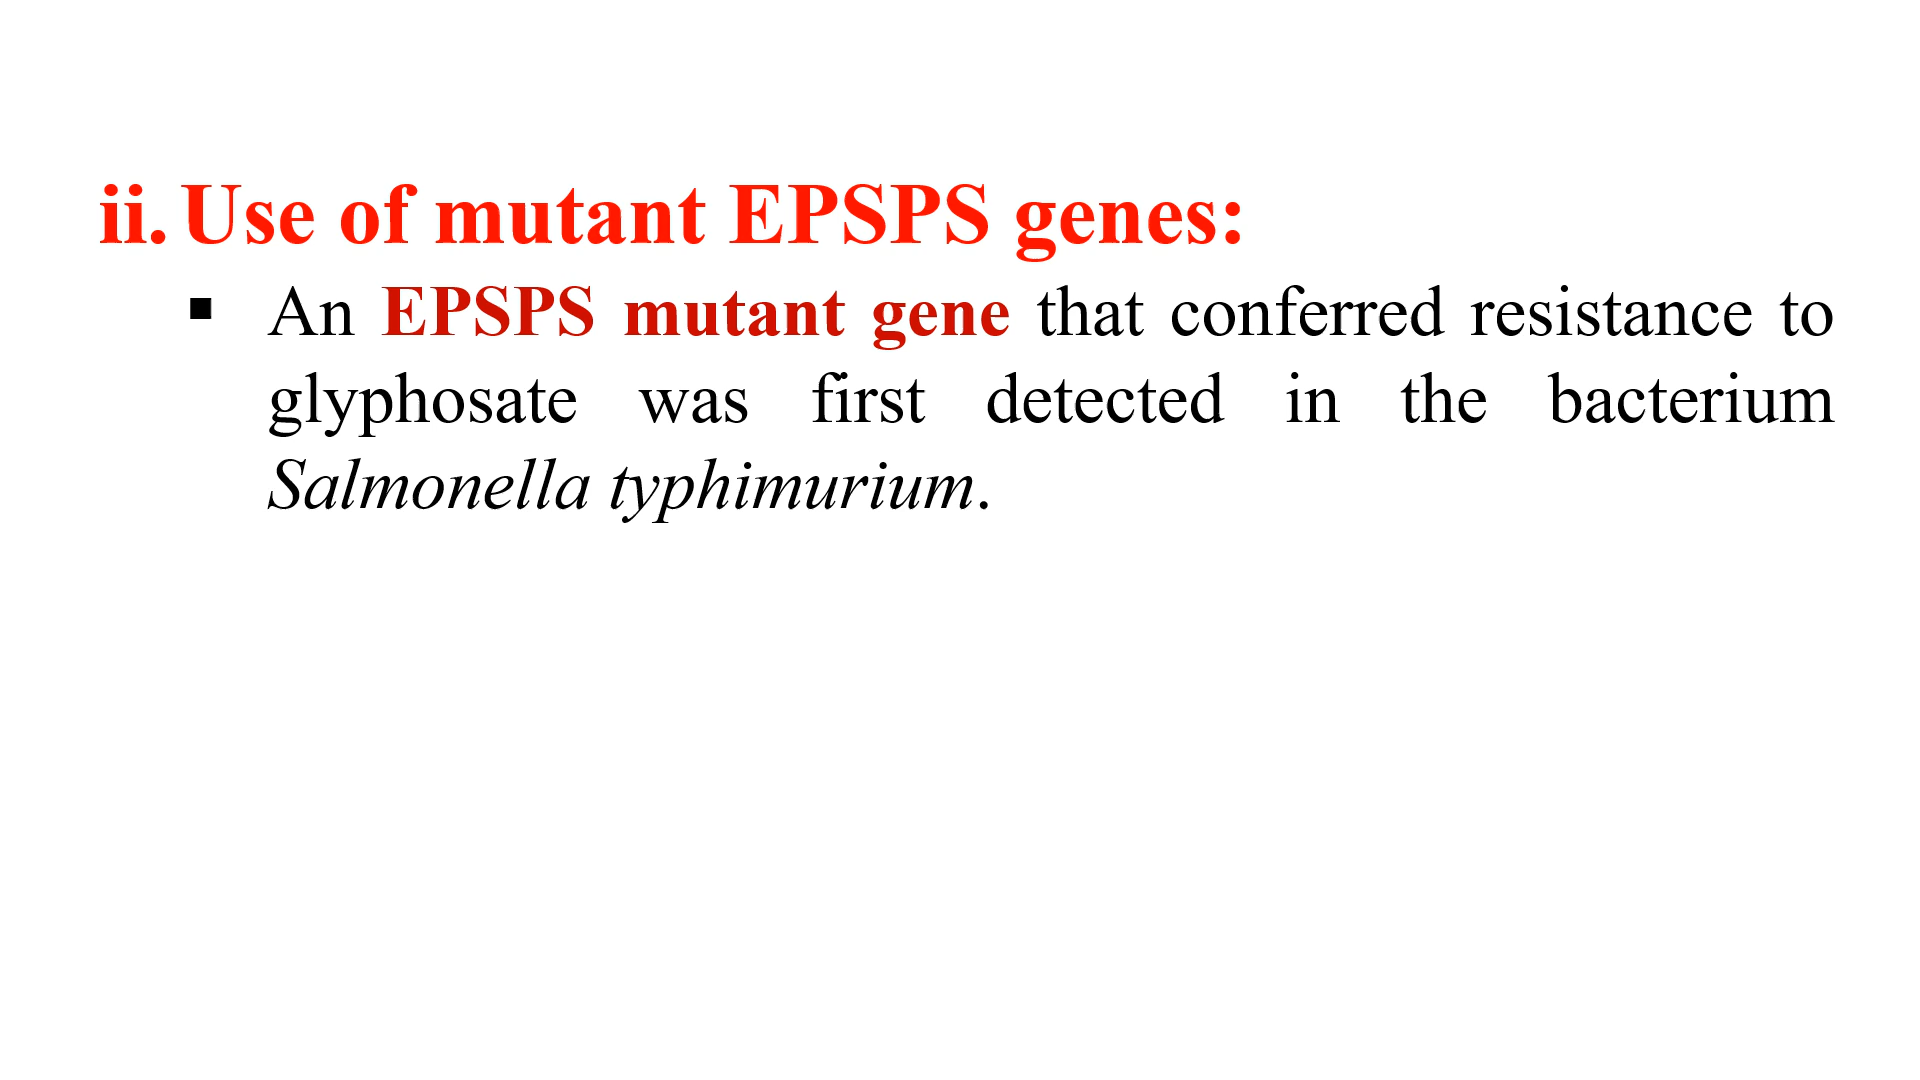 ii. Use of mutant EPSPS genes:
▪ An EPSPS mutant gene that conferred resistance to
glyphosate was first detected in the bacterium
Salmonella typhimurium.